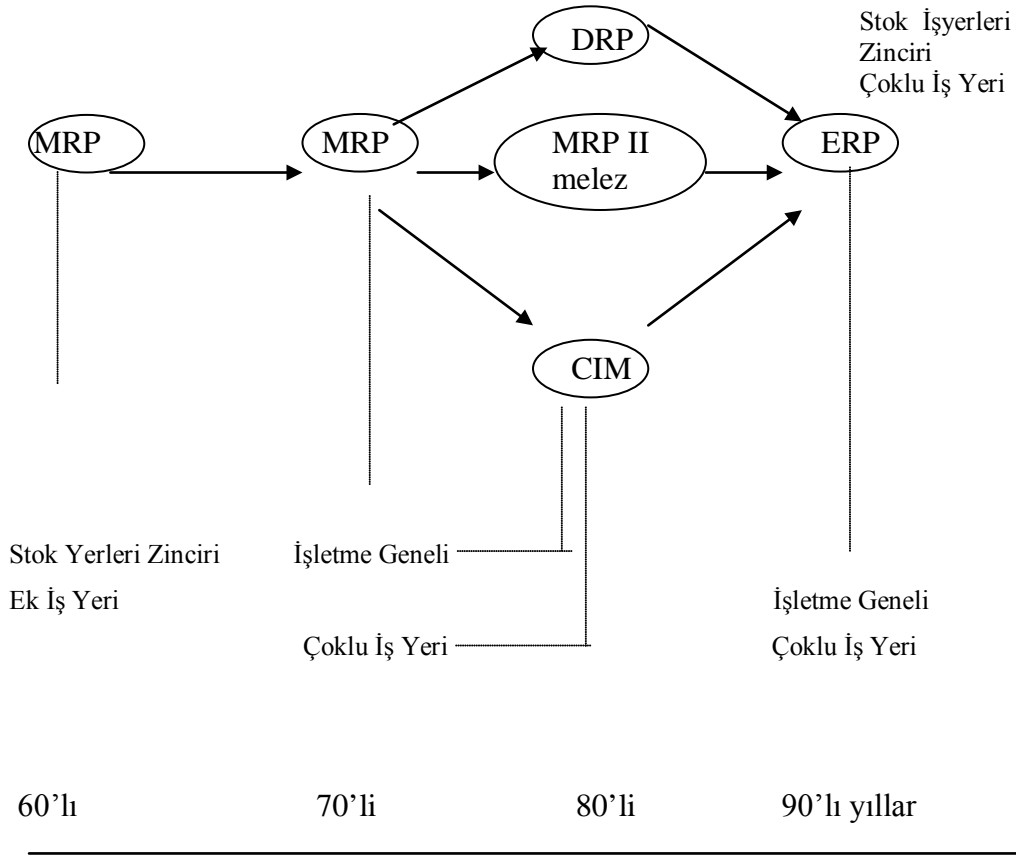 DRP
Stok İşyerleri
Zinciri
Çoklu İş Yeri
MRP
MRP
MRP II
melez
ERP
CIM
Stok Yerleri Zinciri
Ek İş Yeri
İşletme Geneli
Çoklu İş Yeri
İşletme Geneli
Çoklu İş Yeri
60’lı
70’li
80’li
90’lı yıllar